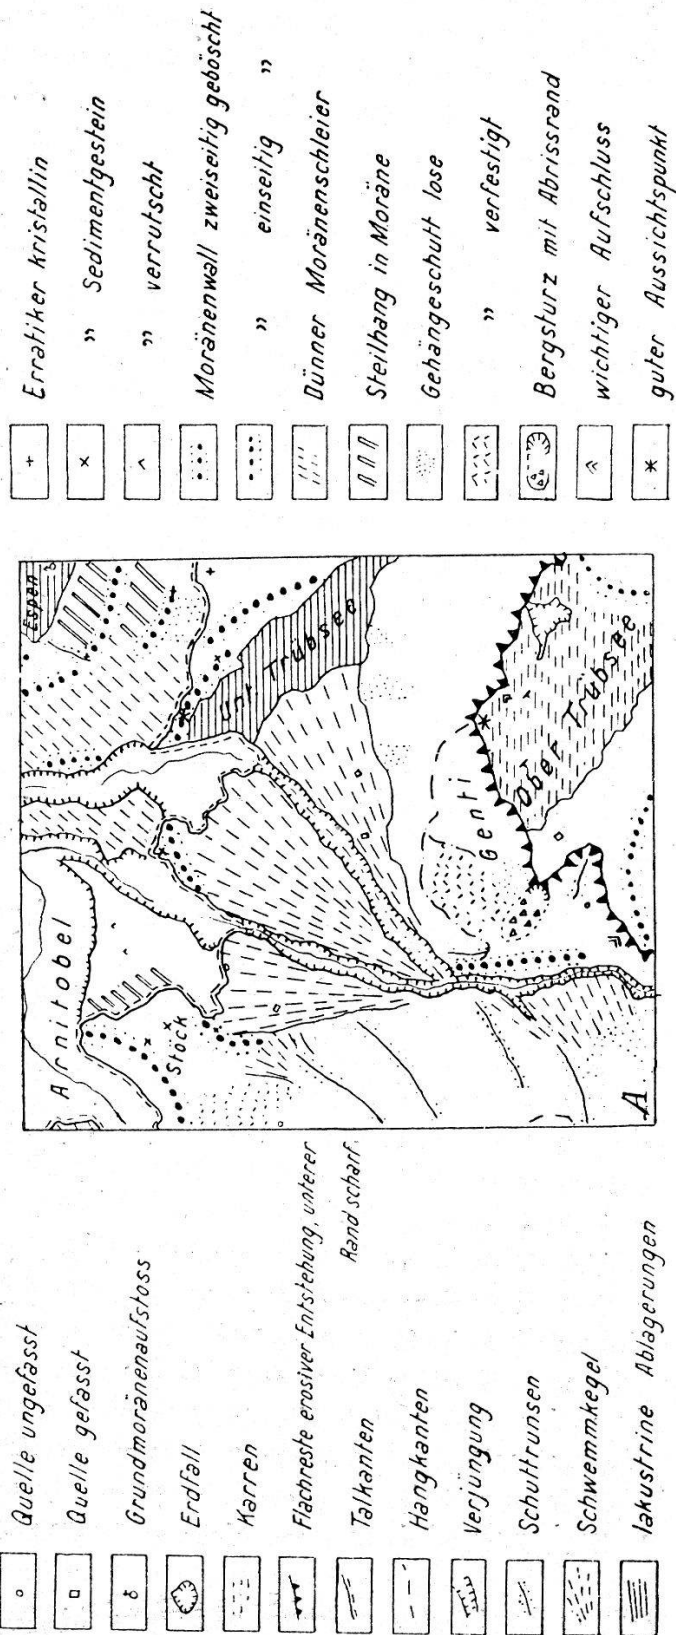 Quelle ungefasst
Quelle gefasst
Grundmoränenaufstoss
Erdfall
Karren
Flachreste erosiver Entstehung, unterer
Rand scharf.
Talkanten
Hangkanten
Verjüngung
Schuttrunsen
Schwemmkegel
lakustrine Ablagerungen
Arnitobel
Stock
Espen
Unt. Trübsee
Genti
Ober Trübsee
A
Erratiker kristallin
" Sedimentgestein
" verrutscht
Moränenwall zweiseitig geböscht
" einseitig "
Dünner Moränenschleier
Steilhang in Moräne
Gehängeschutt lose
" verfestigt
Bergsturz mit Abrissrand
wichtiger Aufschluss
guter Aussichtspunkt